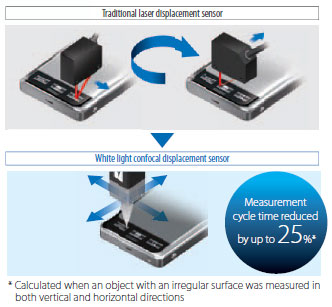 Traditional laser displacement sensor
White light confocal displacement sensor
Measurement
cycle time reduced
by up to 25%*
* Calculated when an object with an irregular surface was measured in
both vertical and horizontal directions